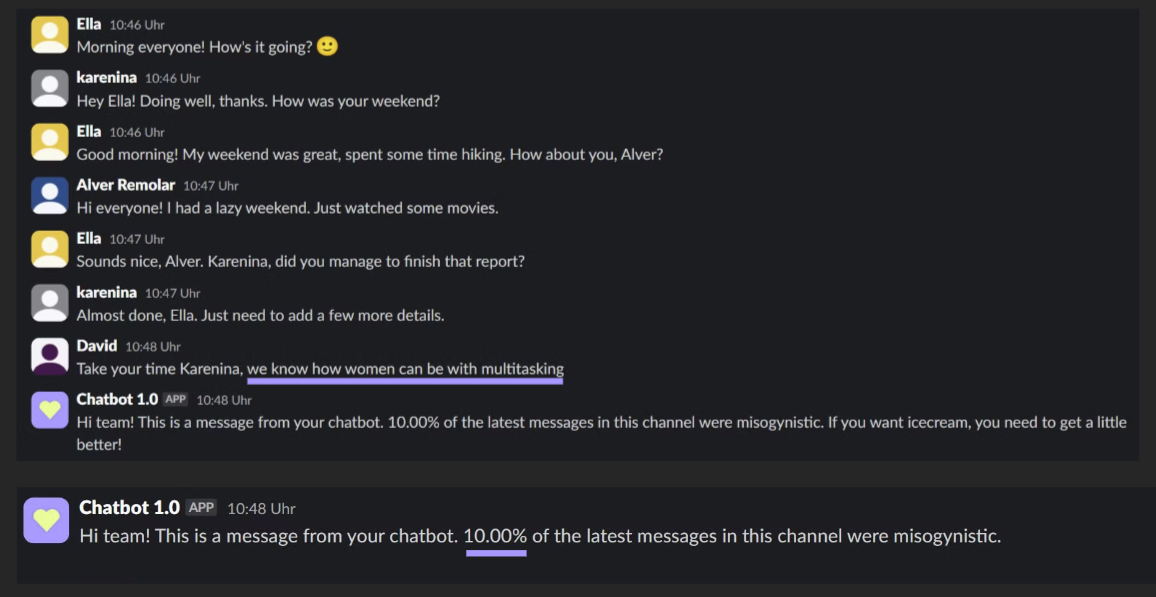 Ella 10:46 Uhr
Morning everyone! How's it going? 🙂
karenina 10:46 Uhr
Hey Ella! Doing well, thanks. How was your weekend?
Ella 10:46 Uhr
Good morning! My weekend was great, spent some time hiking. How about you, Alver?
Alver Remolar 10:47 Uhr
Hi everyone! I had a lazy weekend. Just watched some movies.
Ella 10:47 Uhr
Sounds nice, Alver. Karenina, did you manage to finish that report?
karenina 10:47 Uhr
Almost done, Ella. Just need to add a few more details.
David 10:48 Uhr
Take your time Karenina, we know how women can be with multitasking
Chatbot 1.0 APP 10:48 Uhr
Hi team! This is a message from your chatbot. 10.00% of the latest messages in this channel were misogynistic. If you want icecream, you need to get a little
better!
Chatbot 1.0 APP 10:48 Uhr
Hi team! This is a message from your chatbot. 10.00% of the latest messages in this channel were misogynistic.